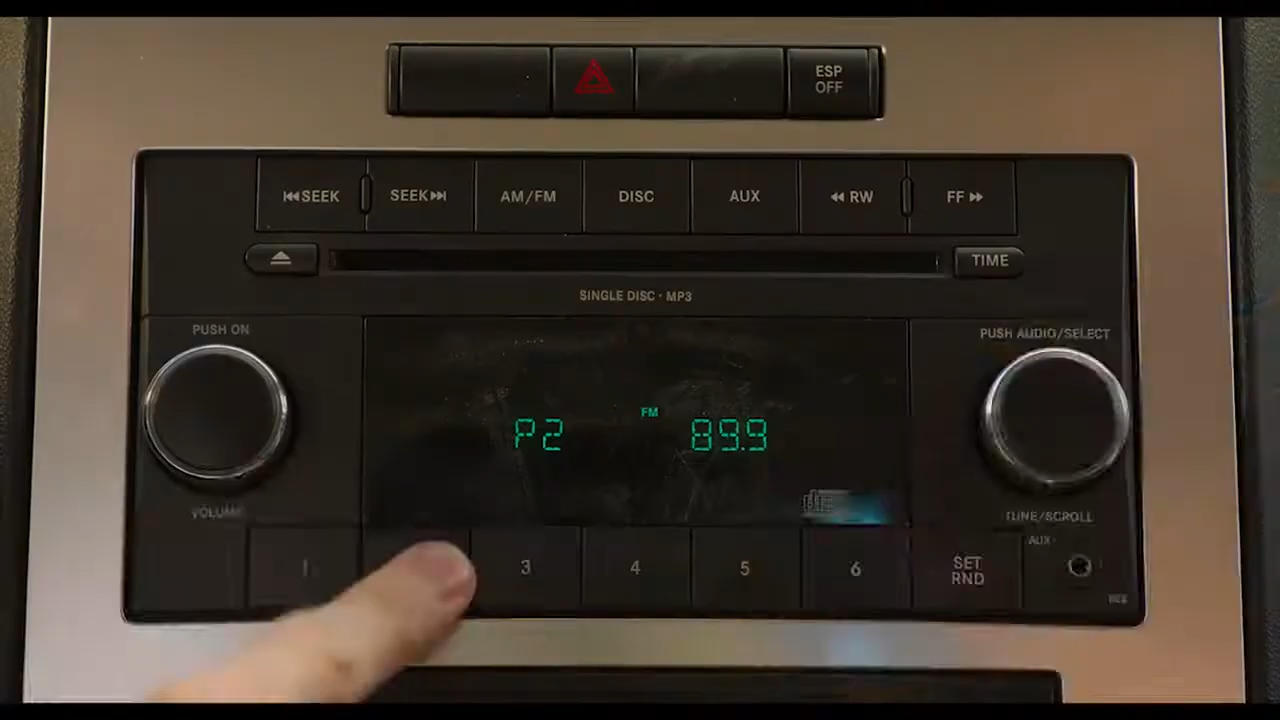 ESP
OFF
SEEK
SEEK
AM/FM
DISC
AUX
RW
FF
TIME
SINGLE DISC · MP3
PUSH ON
PUSH AUDIO/SELECT
FM
P2
89.9
VOLUME
TUNE/SCROLL
AUX
1
3
4
5
6
SET
RND